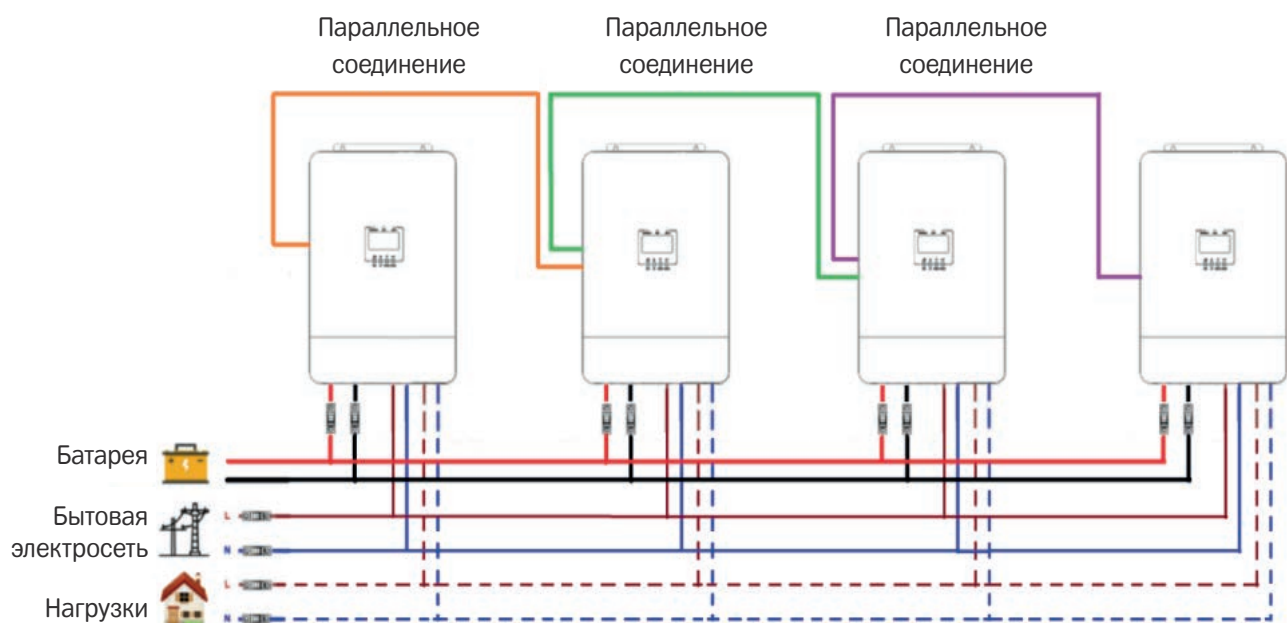 Параллельное
соединение
Параллельное
соединение
Параллельное
соединение
Батарея
Бытовая
электросеть
L
N
Нагрузки
L
N